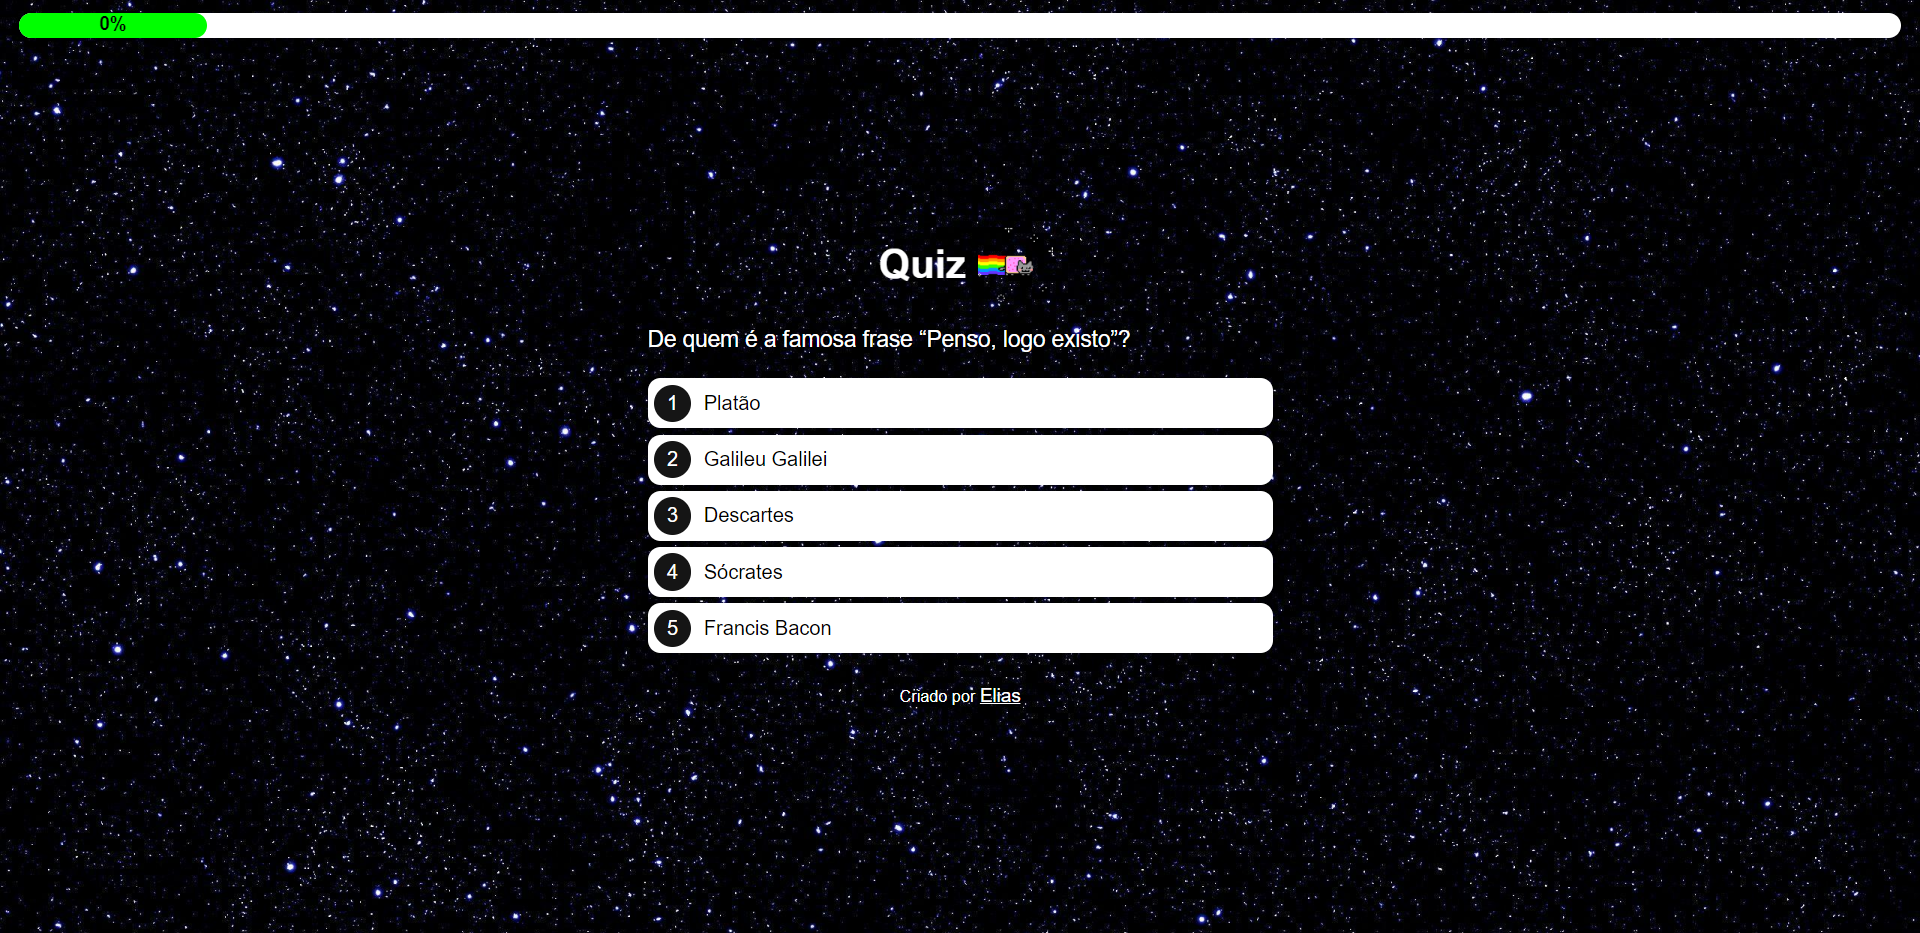 0%
Quiz
De quem é a famosa frase “Penso, logo existo”?
1 Platão
2 Galileu Galilei
3 Descartes
4 Sócrates
5 Francis Bacon
Criado por Elias